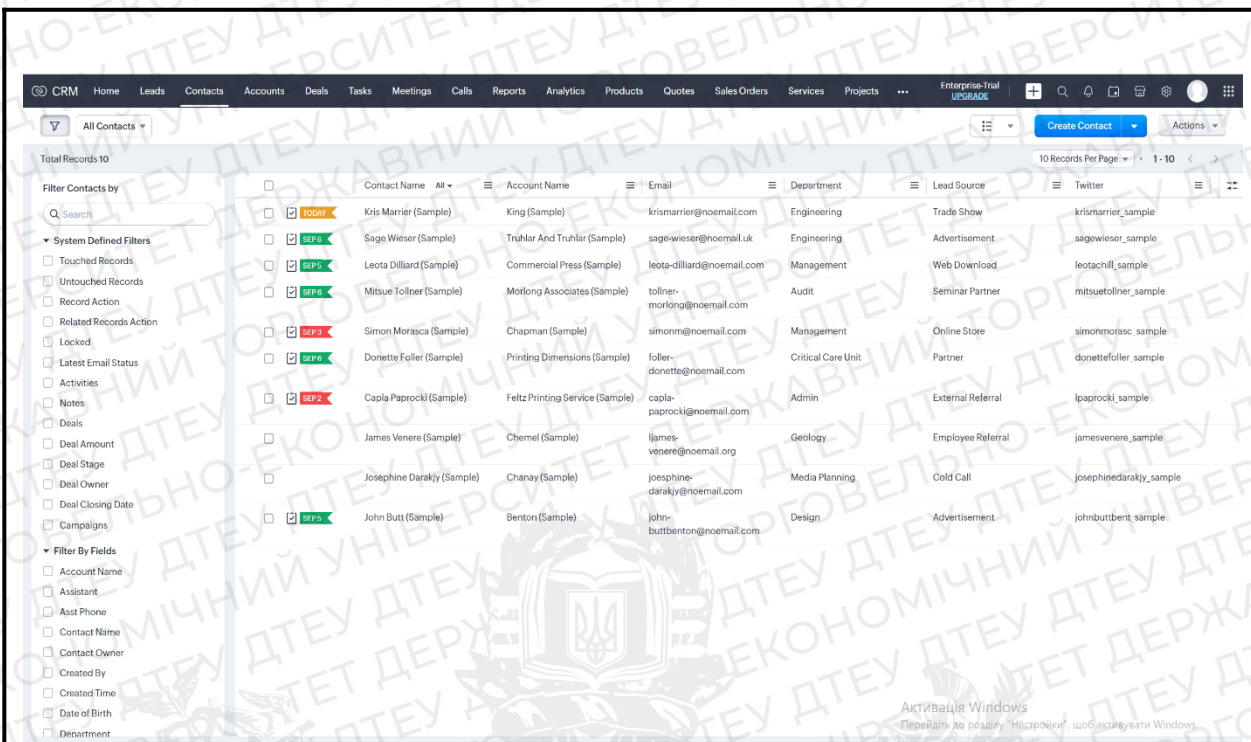 CRM Home Leads Contacts Accounts Deals Tasks Meetings Calls Reports Analytics Products Quotes Sales Orders Services Projects ... Enterprise-Trial
UPGRADE
All Contacts Create Contact Actions
Total Records 10 10 Records Per Page 1 - 10
Filter Contacts by
Search
System Defined Filters
Touched Records
Untouched Records
Record Action
Related Records Action
Locked
Latest Email Status
Activities
Notes
Deals
Deal Amount
Deal Stage
Deal Owner
Deal Closing Date
Campaigns
Filter By Fields
Account Name
Assistant
Asst Phone
Contact Name
Contact Owner
Created By
Created Time
Date of Birth
Department
Contact Name All Account Name Email Department Lead Source Twitter
TODAY Kris Marrier (Sample) King (Sample) krismarrier@noemail.com Engineering Trade Show krismarrier_sample
SEP 6 Sage Wieser (Sample) Truhlar And Truhlar (Sample) sage-wieser@noemail.uk Engineering Advertisement sagewieser_sample
SEP 5 Leota Dilliard (Sample) Commercial Press (Sample) leota-dilliard@noemail.com Management Web Download leotachill_sample
SEP 6 Mitsue Tollner (Sample) Morlong Associates (Sample) tollner- Audit Seminar Partner mitsuetollner_sample
morlong@noemail.com
SEP 3 Simon Morasca (Sample) Chapman (Sample) simonm@noemail.com Management Online Store simonmorasc_sample
SEP 6 Donette Foller (Sample) Printing Dimensions (Sample) foller- Critical Care Unit Partner donettefoller_sample
donette@noemail.com
SEP 2 Capla Paprocki (Sample) Feltz Printing Service (Sample) capla- Admin External Referral lpaprocki_sample
paprocki@noemail.com
James Venere (Sample) Chemel (Sample) ljames- Geology Employee Referral jamesvenere_sample
venere@noemail.org
Josephine Darakjy (Sample) Chanay (Sample) joesphine- Media Planning Cold Call josephinedarakjy_sample
darakjy@noemail.com
SEP 5 John Butt (Sample) Benton (Sample) john- Design Advertisement johnbuttbent_sample
buttbenton@noemail.com
Активація Windows
Перейдіть до розділу "Настройки", щоб активувати Windows.